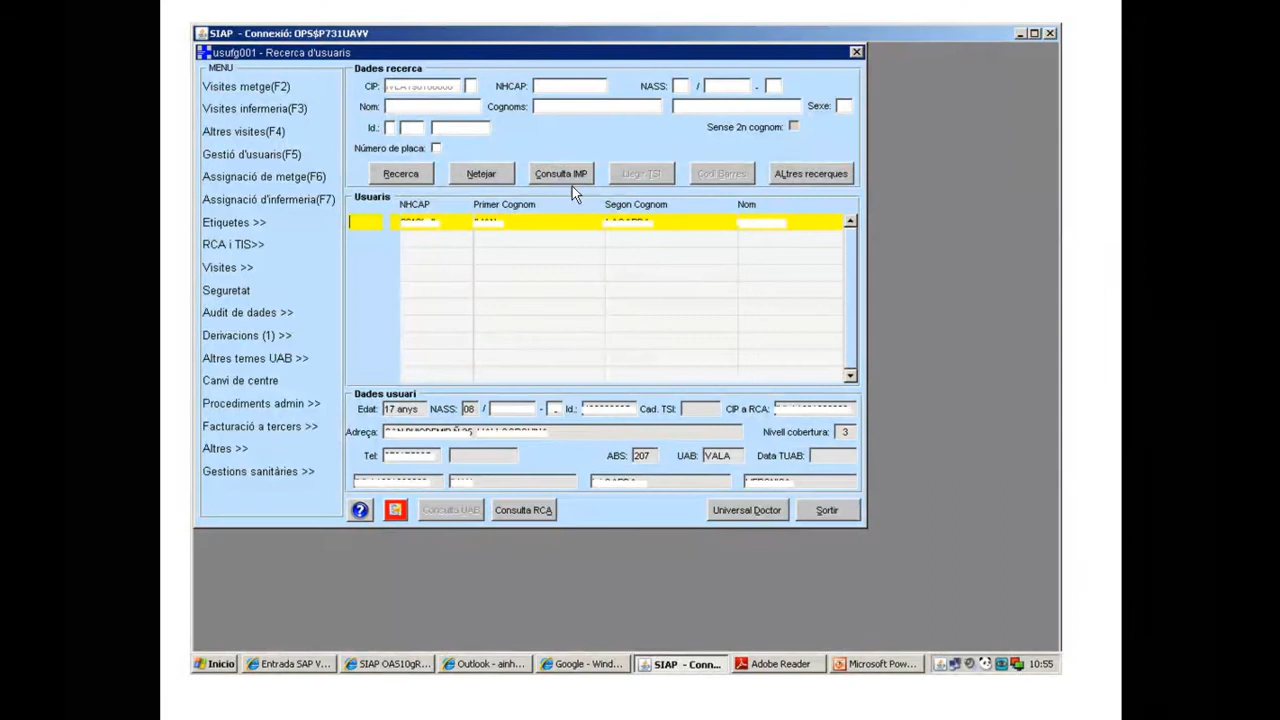 SIAP - Connexió: OPS$P731UAVV
usufg001 - Recerca d'usuaris
MENU
Visites metge(F2)
Visites infermeria(F3)
Altres visites(F4)
Gestió d'usuaris(F5)
Assignació de metge(F6)
Assignació d'infermeria(F7)
Etiquetes >>
RCA i TIS>>
Visites >>
Seguretat
Audit de dades >>
Derivacions (1) >>
Altres temes UAB >>
Canvi de centre
Procediments admin >>
Facturació a tercers >>
Altres >>
Gestions sanitàries >>
Dades recerca
CIP: NHCAP: NASS: / -
Nom: Cognoms: Sexe:
Id.: Sense 2n cognom:
Número de placa:
Recerca Netejar Consulta IMP Llegir TSI Codi Barres ALtres recerques
Usuaris
NHCAP Primer Cognom Segon Cognom Nom
Dades usuari
Edat: 17 anys NASS: 08 / - Id.: Cad. TSI: CIP a RCA:
Adreça: Nivell cobertura: 3
Tel: ABS: 207 UAB: VALA Data TUAB:
Consulta UAB Consulta RCA Universal Doctor Sortir
Inicio Entrada SAP V... SIAP OAS10gR... Outlook - ainh... Google - Wind... SIAP - Conn... Adobe Reader Microsoft Pow... 10:55